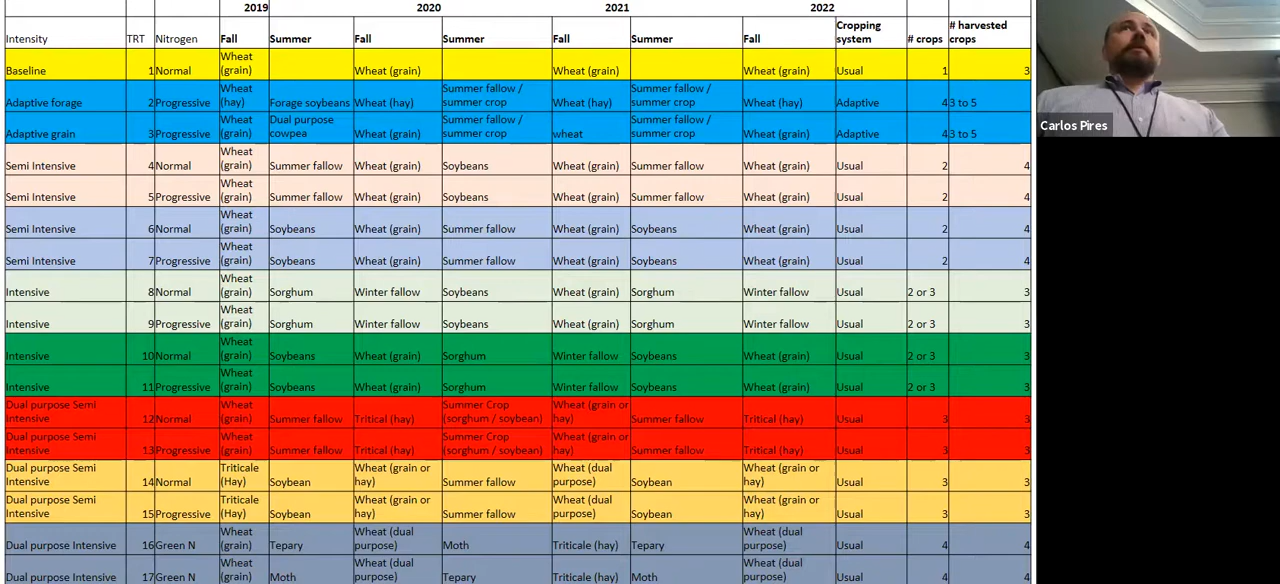 2019 2020 2021 2022
Intensity TRT Nitrogen Fall Summer Fall Summer Fall Summer Fall Cropping system # crops # harvested crops
Baseline 1 Normal Wheat (grain) Wheat (grain) Wheat (grain) Wheat (grain) Usual 1 3
Adaptive forage 2 Progressive Wheat (hay) Forage soybeans Wheat (hay) Summer fallow / summer crop Wheat (hay) Summer fallow / summer crop Wheat (hay) Adaptive 4 3 to 5
Adaptive grain 3 Progressive Wheat (grain) Dual purpose cowpea Wheat (grain) Summer fallow / summer crop wheat Summer fallow / summer crop Wheat (grain) Adaptive 4 3 to 5
Semi Intensive 4 Normal Wheat (grain) Summer fallow Wheat (grain) Soybeans Wheat (grain) Summer fallow Wheat (grain) Usual 2 4
Semi Intensive 5 Progressive Wheat (grain) Summer fallow Wheat (grain) Soybeans Wheat (grain) Summer fallow Wheat (grain) Usual 2 4
Semi Intensive 6 Normal Wheat (grain) Soybeans Wheat (grain) Summer fallow Wheat (grain) Soybeans Wheat (grain) Usual 2 4
Semi Intensive 7 Progressive Wheat (grain) Soybeans Wheat (grain) Summer fallow Wheat (grain) Soybeans Wheat (grain) Usual 2 4
Intensive 8 Normal Wheat (grain) Sorghum Winter fallow Soybeans Wheat (grain) Sorghum Winter fallow Usual 2 or 3 3
Intensive 9 Progressive Wheat (grain) Sorghum Winter fallow Soybeans Wheat (grain) Sorghum Winter fallow Usual 2 or 3 3
Intensive 10 Normal Wheat (grain) Soybeans Wheat (grain) Sorghum Winter fallow Soybeans Wheat (grain) Usual 2 or 3 3
Intensive 11 Progressive Wheat (grain) Soybeans Wheat (grain) Sorghum Winter fallow Soybeans Wheat (grain) Usual 2 or 3 3
Dual purpose Semi Intensive 12 Normal Wheat (grain) Summer fallow Tritical (hay) Summer Crop (sorghum / soybean) Wheat (grain or hay) Summer fallow Tritical (hay) Usual 3 3
Dual purpose Semi Intensive 13 Progressive Wheat (grain) Summer fallow Tritical (hay) Summer Crop (sorghum / soybean) Wheat (grain or hay) Summer fallow Tritical (hay) Usual 3 3
Dual purpose Semi Intensive 14 Normal Triticale (Hay) Soybean Wheat (grain or hay) Summer fallow Wheat (dual purpose) Soybean Wheat (grain or hay) Usual 3 3
Dual purpose Semi Intensive 15 Progressive Triticale (Hay) Soybean Wheat (grain or hay) Summer fallow Wheat (dual purpose) Soybean Wheat (grain or hay) Usual 3 3
Dual purpose Intensive 16 Green N Wheat (grain) Tepary Wheat (dual purpose) Moth Triticale (hay) Tepary Wheat (dual purpose) Usual 4 4
Dual purpose Intensive 17 Green N Wheat (grain) Moth Wheat (dual purpose) Tepary Triticale (hay) Moth Wheat (dual purpose) Usual 4 4
Carlos Pires